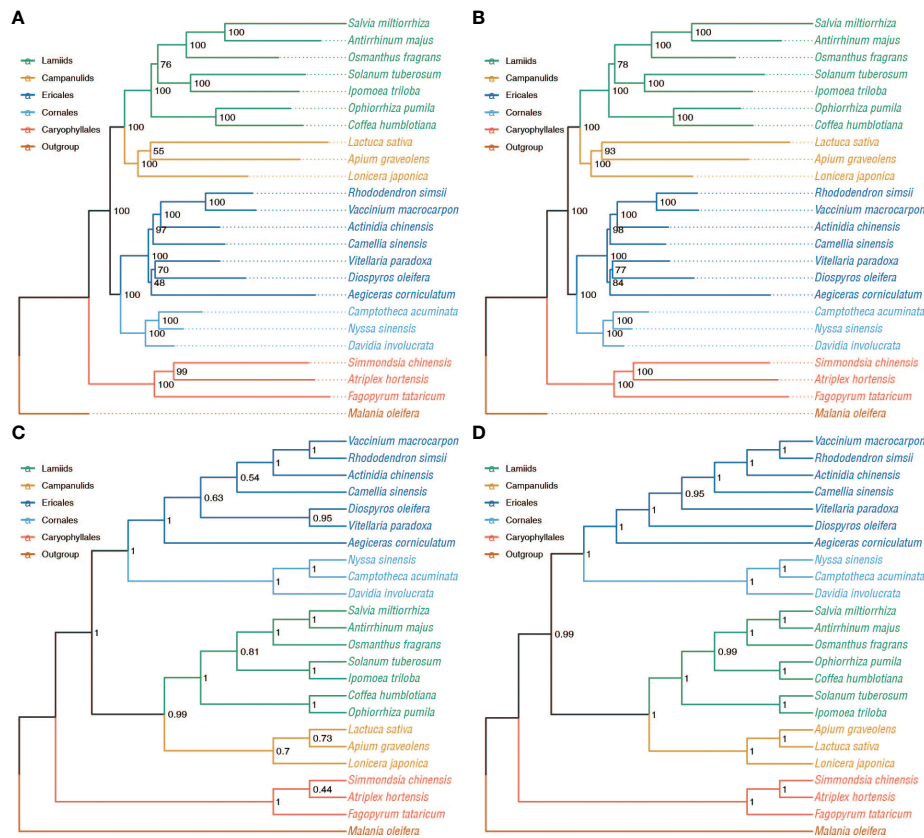 A
a Lamiids
a Campanulids
a Ericales
a Cornales
a Caryophyllales
a Outgroup
Salvia miltiorrhiza
100
Antirrhinum majus
100
Osmanthus fragrans
76
Solanum tuberosum
100
100
Ipomoea triloba
Ophiorrhiza pumila
100
Coffea humblotiana
100
Lactuca sativa
55
Apium graveolens
100
Lonicera japonica
Rhododendron simsii
100
100
Vaccinium macrocarpon
100
Actinidia chinensis
97
Camellia sinensis
100
Vitellaria paradoxa
70
Diospyros oleifera
48
100
Aegiceras corniculatum
Camptotheca acuminata
100
Nyssa sinensis
100
Davidia involucrata
Simmondsia chinensis
99
Atriplex hortensis
100
Fagopyrum tataricum
Malania oleifera
B
a Lamiids
a Campanulids
a Ericales
a Cornales
a Caryophyllales
a Outgroup
Salvia miltiorrhiza
100
Antirrhinum majus
100
Osmanthus fragrans
78
Solanum tuberosum
100
100
Ipomoea triloba
Ophiorrhiza pumila
100
Coffea humblotiana
100
Lactuca sativa
93
Apium graveolens
100
Lonicera japonica
Rhododendron simsii
100
100
Vaccinium macrocarpon
100
Actinidia chinensis
98
Camellia sinensis
100
Vitellaria paradoxa
77
Diospyros oleifera
84
100
Aegiceras corniculatum
Camptotheca acuminata
100
Nyssa sinensis
100
Davidia involucrata
Simmondsia chinensis
100
Atriplex hortensis
100
Fagopyrum tataricum
Malania oleifera
C
a Lamiids
a Campanulids
a Ericales
a Cornales
a Caryophyllales
a Outgroup
Vaccinium macrocarpon
1
Rhododendron simsii
1
Actinidia chinensis
0.54
Camellia sinensis
0.63
Diospyros oleifera
0.95
1
Vitellaria paradoxa
Aegiceras corniculatum
1
Nyssa sinensis
1
Camptotheca acuminata
1
Davidia involucrata
1
Salvia miltiorrhiza
1
Antirrhinum majus
1
Osmanthus fragrans
0.81
Solanum tuberosum
1
1
Ipomoea triloba
Coffea humblotiana
1
Ophiorrhiza pumila
0.99
Lactuca sativa
0.73
Apium graveolens
0.7
Lonicera japonica
Simmondsia chinensis
0.44
Atriplex hortensis
1
Fagopyrum tataricum
Malania oleifera
D
a Lamiids
a Campanulids
a Ericales
a Cornales
a Caryophyllales
a Outgroup
Vaccinium macrocarpon
1
Rhododendron simsii
1
Actinidia chinensis
1
Camellia sinensis
0.95
Vitellaria paradoxa
1
Diospyros oleifera
1
Aegiceras corniculatum
1
Nyssa sinensis
1
Camptotheca acuminata
1
Davidia involucrata
0.99
Salvia miltiorrhiza
1
Antirrhinum majus
1
Osmanthus fragrans
0.99
Ophiorrhiza pumila
1
1
Coffea humblotiana
Solanum tuberosum
1
Ipomoea triloba
1
Apium graveolens
1
Lactuca sativa
1
Lonicera japonica
Simmondsia chinensis
1
Atriplex hortensis
1
Fagopyrum tataricum
Malania oleifera